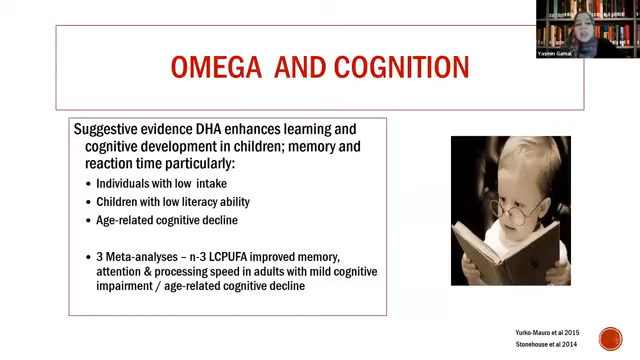 Yasmin Gamal
OMEGA AND COGNITION
Suggestive evidence DHA enhances learning and
cognitive development in children; memory and
reaction time particularly:
• Individuals with low intake
• Children with low literacy ability
• Age-related cognitive decline
• 3 Meta-analyses – n-3 LCPUFA improved memory,
attention & processing speed in adults with mild cognitive
impairment / age-related cognitive decline
Yurko-Mauro et al 2015
Stonehouse et al 2014